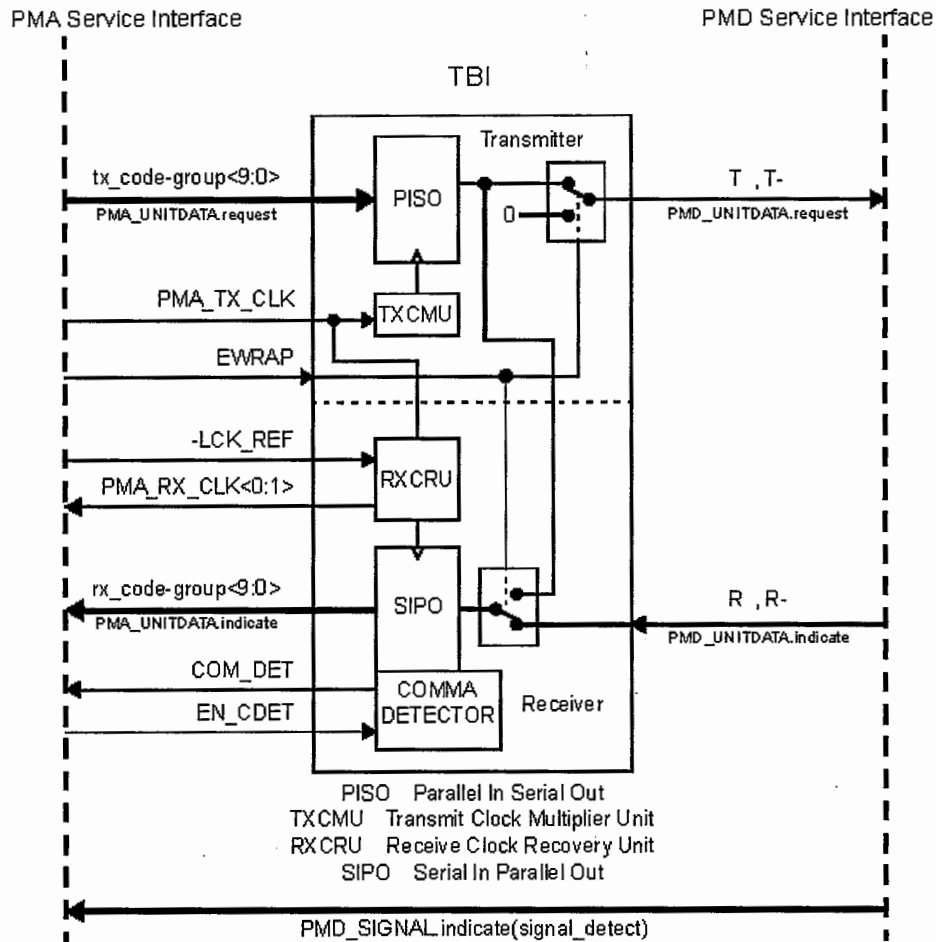 PMA Service Interface
PMD Service Interface
TBI
Transmitter
tx_code-group<9:0>
PMA_UNITDATA.request
PISO
0
T , T-
PMD_UNITDATA.request
PMA_TX_CLK
TXCMU
EWRAP
-LCK_REF
RXCRU
PMA_RX_CLK<0:1>
rx_code-group<9:0>
PMA_UNITDATA.indicate
SIPO
R , R-
PMD_UNITDATA.indicate
COM_DET
COMMA
DETECTOR
EN_CDET
Receiver
PISO Parallel In Serial Out
TXCMU Transmit Clock Multiplier Unit
RXCRU Receive Clock Recovery Unit
SIPO Serial In Parallel Out
PMD_SIGNAL.indicate(signal_detect)